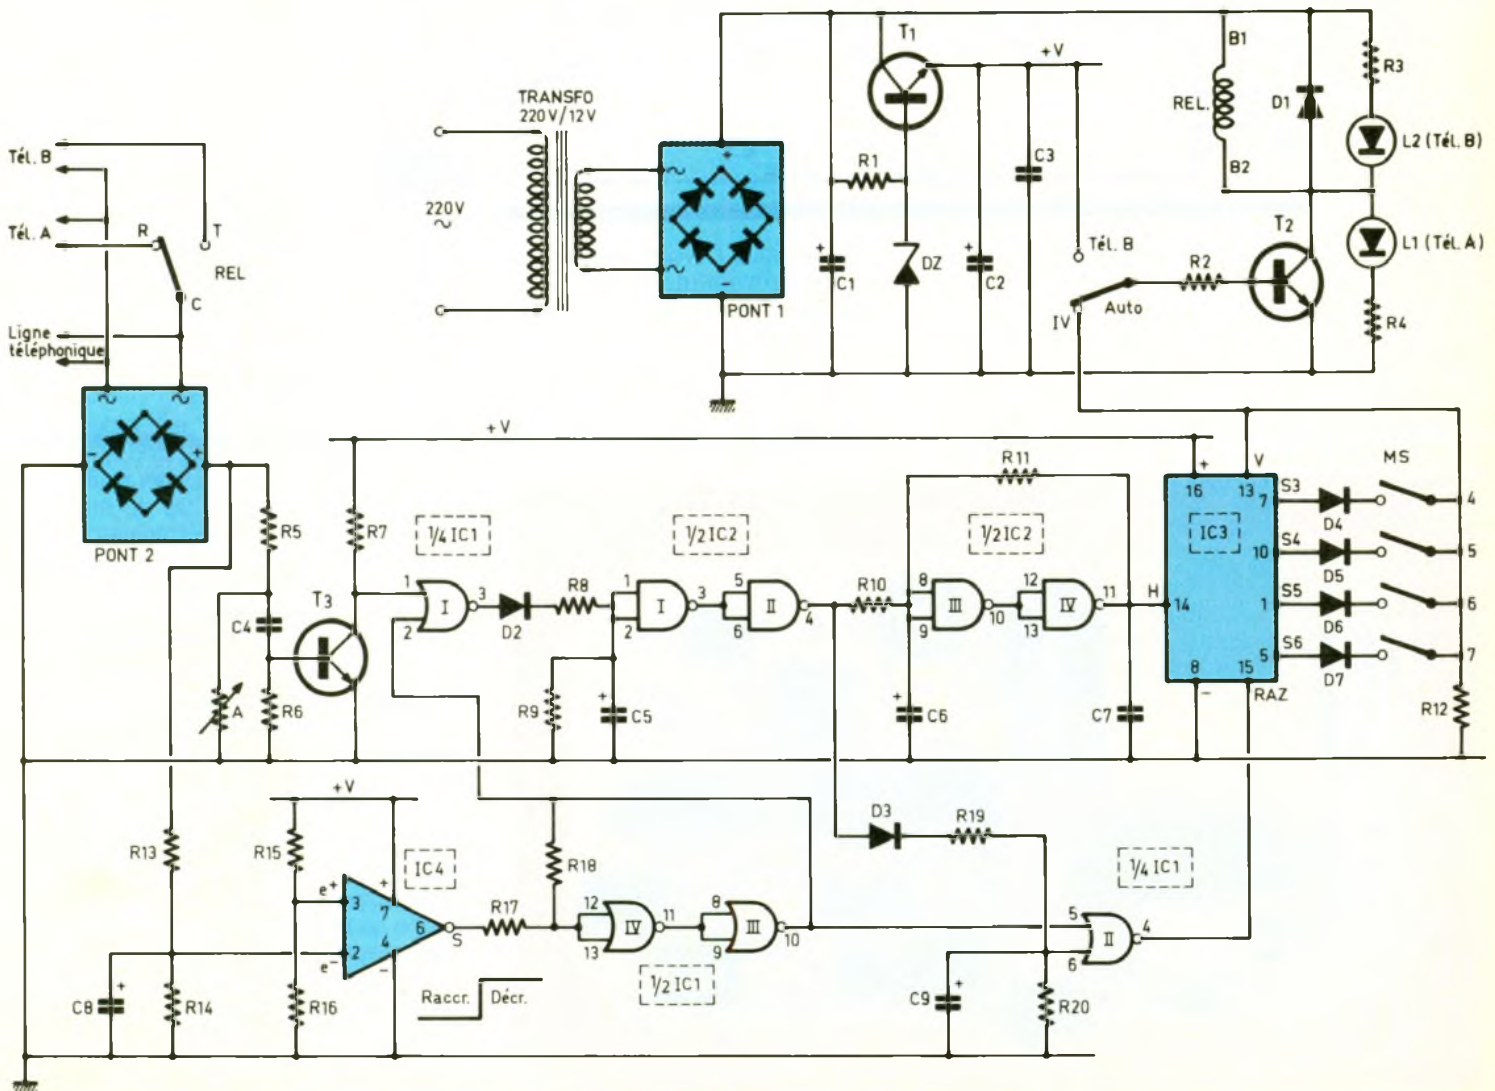 T1
+V
B1
R3
TRANSFO
220V/12V
REL.
D1
L2 (Tél. B)
Tél. B
+
R1
C3
B2
T
220V
Tél. A
R
T
REL
C
+
C1
DZ
+
C2
Tél. B
T2
L1 (Tél. A)
R2
-
PONT 1
IV
Auto
R4
Ligne
téléphonique
+V
R11
+
V
MS
-
+
16
13
S3
7
4
R5
R7
1/4 IC1
1/2 IC2
1/2 IC2
IC3
D4
PONT 2
S4
10
5
T3
1
I
3
R8
1
I
3
5
II
R10
8
III
12
IV
11
H
14
D5
C4
2
D2
2
6
4
9
10
13
S5
1
6
D6
S6
5
7
A
R6
R9
+
C5
+
C6
C7
8
-
15
RAZ
D7
R12
+V
D3
R19
R13
R15
IC4
R18
1/4 IC1
e+
3
+
7
12
IV
11
8
III
6
S
R17
5
II
4
2
4
13
9
10
6
e-
-
1/2 IC1
+
C8
R14
R16
Raccr.
Décr.
+
C9
R20